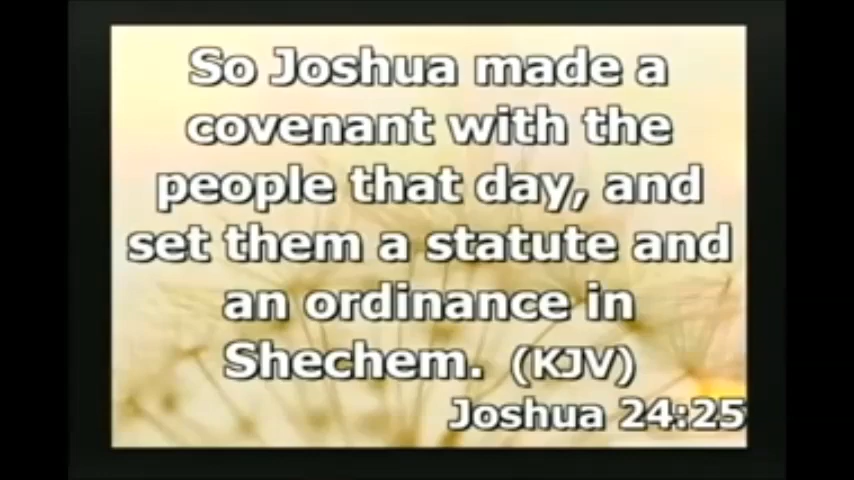 So Joshua made a
covenant with the
people that day, and
set them a statute and
an ordinance in
Shechem. (KJV)
Joshua 24:25